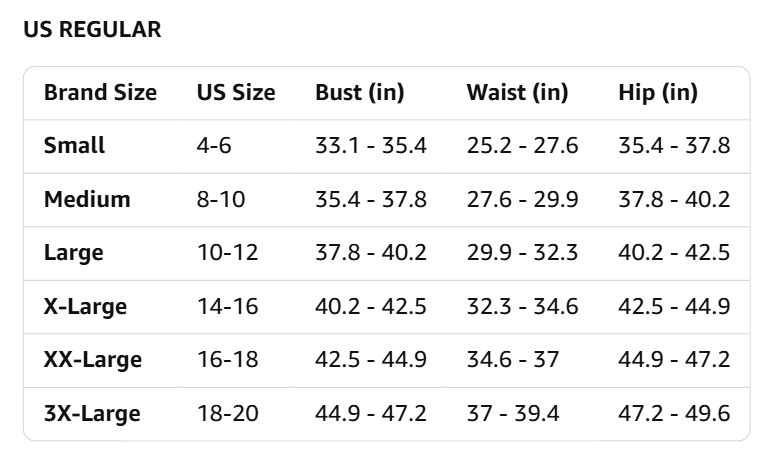 US REGULAR
Brand Size US Size Bust (in) Waist (in) Hip (in)
Small 4-6 33.1 - 35.4 25.2 - 27.6 35.4 - 37.8
Medium 8-10 35.4 - 37.8 27.6 - 29.9 37.8 - 40.2
Large 10-12 37.8 - 40.2 29.9 - 32.3 40.2 - 42.5
X-Large 14-16 40.2 - 42.5 32.3 - 34.6 42.5 - 44.9
XX-Large 16-18 42.5 - 44.9 34.6 - 37 44.9 - 47.2
3X-Large 18-20 44.9 - 47.2 37 - 39.4 47.2 - 49.6